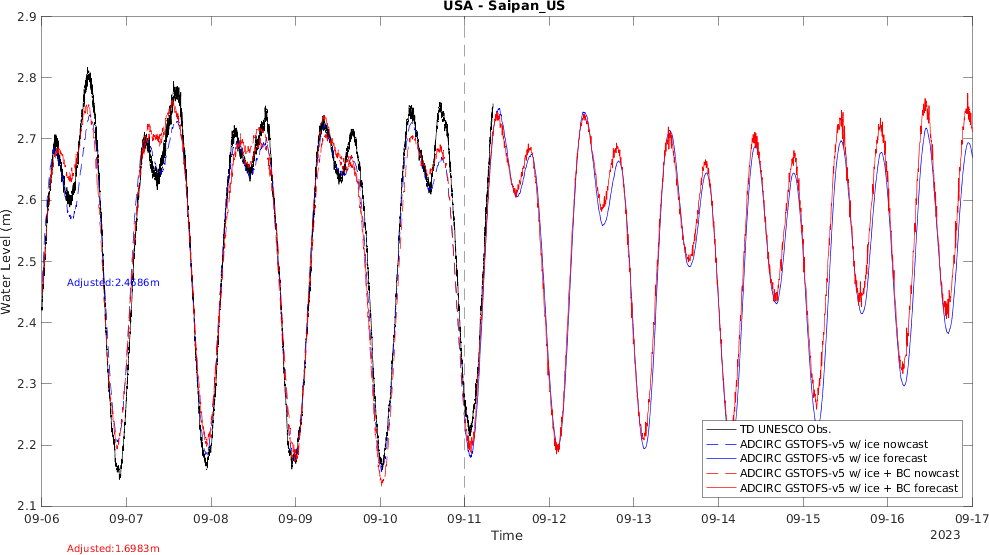 USA - Saipan_US
2.9
2.8
2.7
2.6
2.5
2.4
2.3
2.2
2.1
Water Level (m)
Adjusted:2.4686m
TD UNESCO Obs.
ADCIRC GSTOFS-v5 w/ ice nowcast
ADCIRC GSTOFS-v5 w/ ice forecast
ADCIRC GSTOFS-v5 w/ ice + BC nowcast
ADCIRC GSTOFS-v5 w/ ice + BC forecast
09-06 09-07 09-08 09-09 09-10 09-11 09-12 09-13 09-14 09-15 09-16 09-17
Time
2023
Adjusted:1.6983m